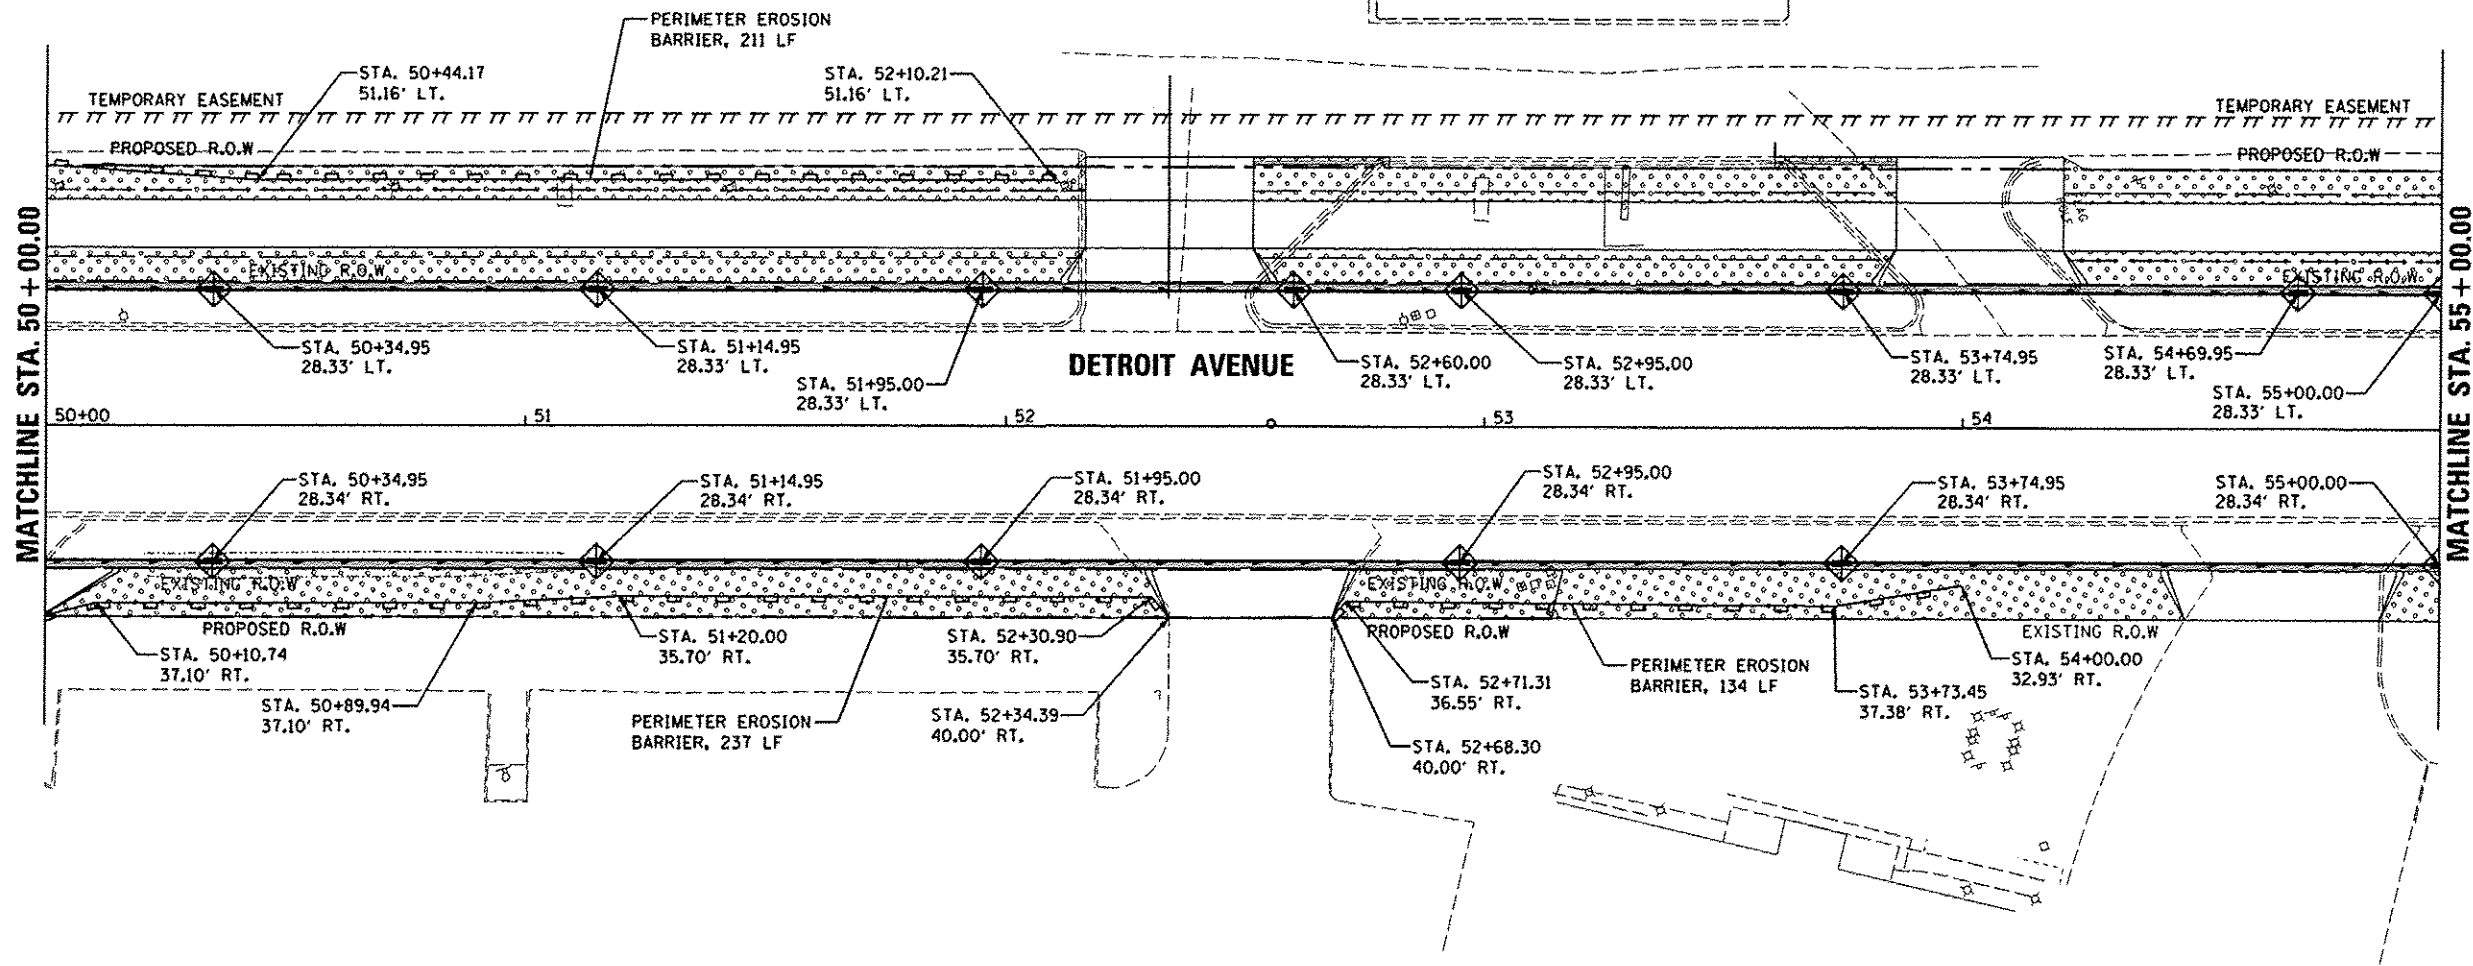 PERIMETER EROSION
BARRIER, 211 LF
STA. 50+44.17
51.16' LT.
STA. 52+10.21
51.16' LT.
TEMPORARY EASEMENT
TEMPORARY EASEMENT
PROPOSED R.O.W
PROPOSED R.O.W
MATCHLINE STA. 50+00.00
MATCHLINE STA. 55+00.00
EXISTING R.O.W
EXISTING R.O.W.
STA. 50+34.95
28.33' LT.
STA. 51+14.95
28.33' LT.
STA. 51+95.00
28.33' LT.
DETROIT AVENUE
STA. 52+60.00
28.33' LT.
STA. 52+95.00
28.33' LT.
STA. 53+74.95
28.33' LT.
STA. 54+69.95
28.33' LT.
STA. 55+00.00
28.33' LT.
50+00
51
52
53
54
STA. 50+34.95
28.34' RT.
STA. 51+14.95
28.34' RT.
STA. 51+95.00
28.34' RT.
STA. 52+95.00
28.34' RT.
STA. 53+74.95
28.34' RT.
STA. 55+00.00
28.34' RT.
EXISTING R.O.W
EXISTING R.O.W
PROPOSED R.O.W
PROPOSED R.O.W
EXISTING R.O.W
STA. 50+10.74
37.10' RT.
STA. 50+89.94
37.10' RT.
STA. 51+20.00
35.70' RT.
PERIMETER EROSION
BARRIER, 237 LF
STA. 52+30.90
35.70' RT.
STA. 52+34.39
40.00' RT.
STA. 52+71.31
36.55' RT.
STA. 52+68.30
40.00' RT.
PERIMETER EROSION
BARRIER, 134 LF
STA. 53+73.45
37.38' RT.
STA. 54+00.00
32.93' RT.